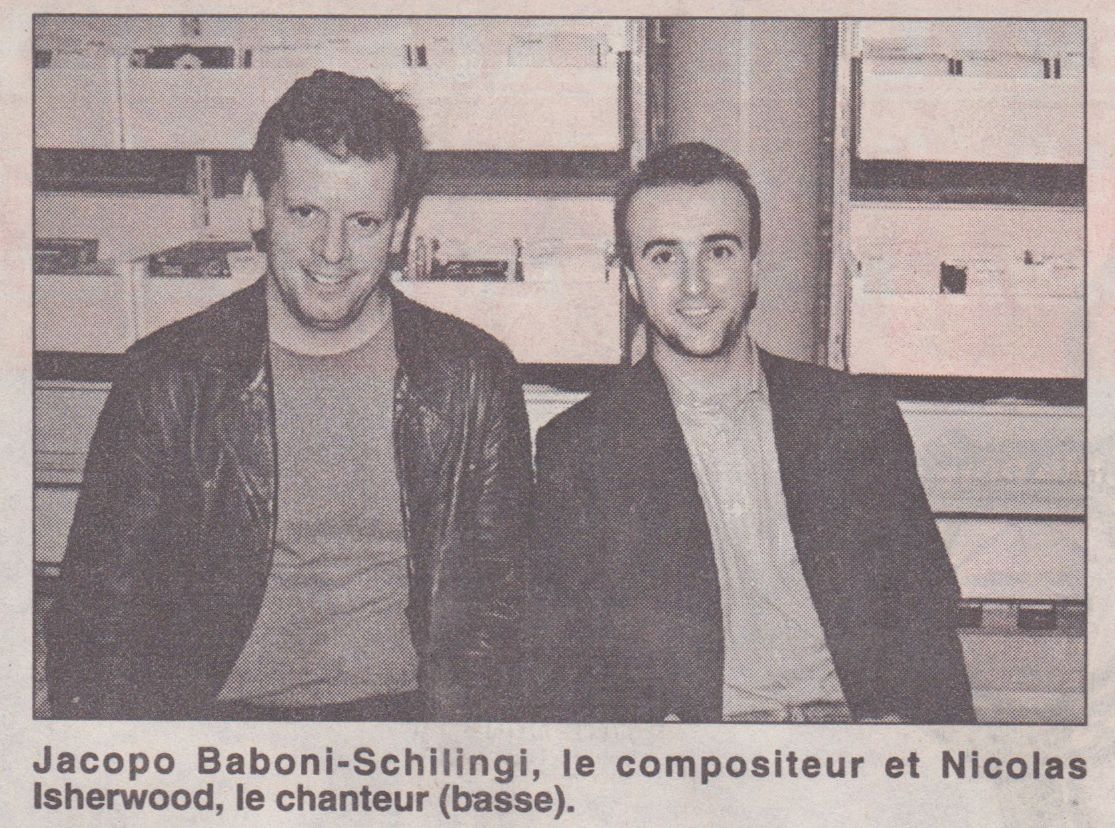 Jacopo Baboni-Schilingi, le compositeur et Nicolas
Isherwood, le chanteur (basse).